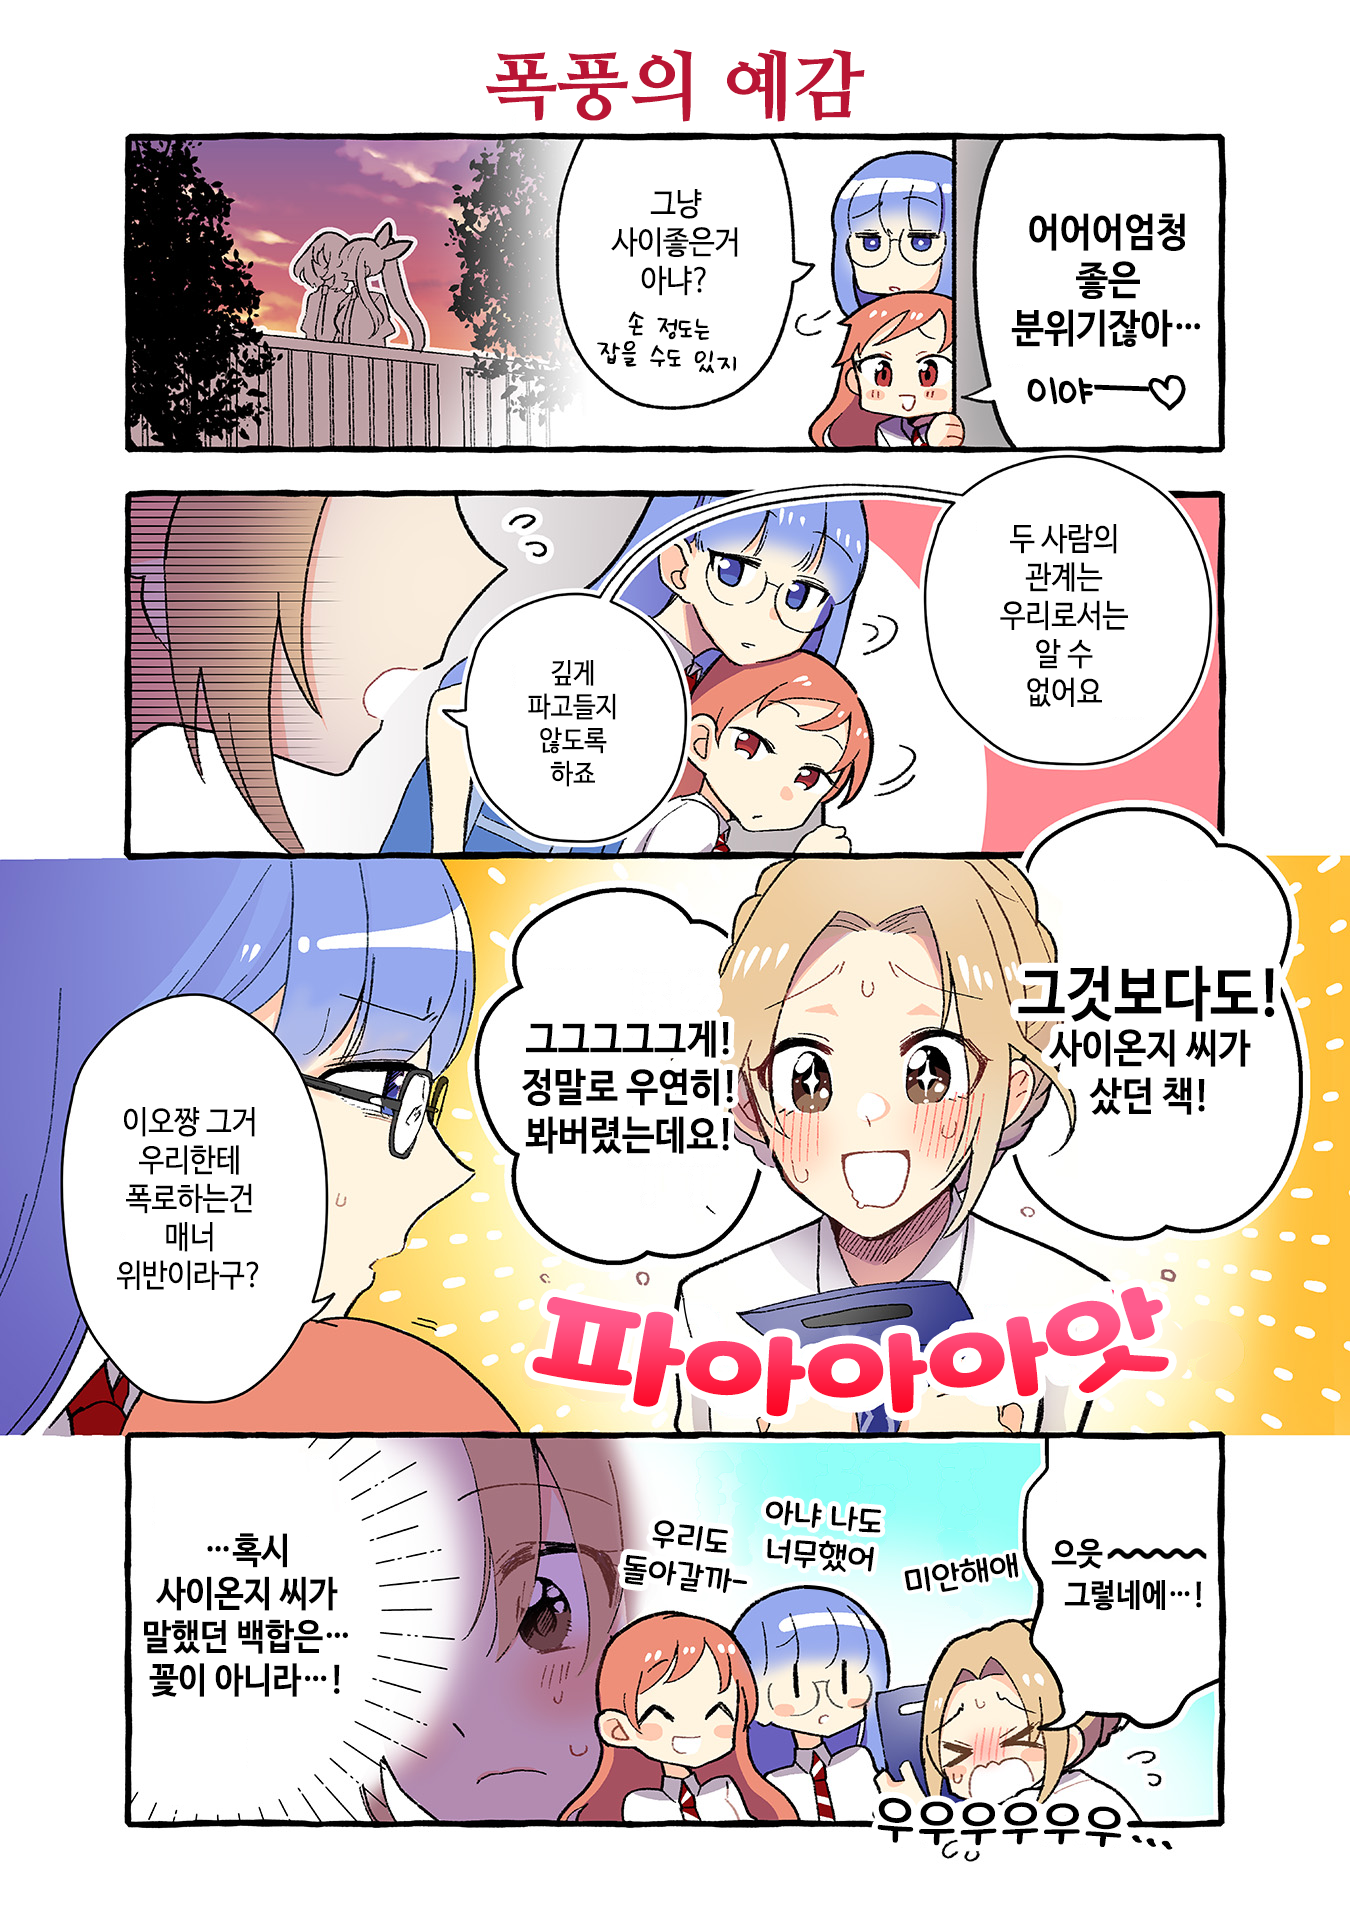 폭풍의 예감
어어어엄청
좋은
분위기잖아…
이야──♡
그냥
사이좋은거
아냐?
손 정도는
잡을 수도 있지
두 사람의
관계는
우리로서는
알 수
없어요
깊게
파고들지
않도록
하죠
그것보다도!
사이온지 씨가
샀던 책!
그그그그그게!
정말로 우연히!
봐버렸는데요!
파아아아앗
이오쨩 그거
우리한테
폭로하는건
매너
위반이라구?
으읏~~~~~
그렇네에…!
미안해애
아냐 나도
너무했어
우리도
돌아갈까-
우우우우우우…
…혹시
사이온지 씨가
말했던 백합은…
꽃이 아니라…!